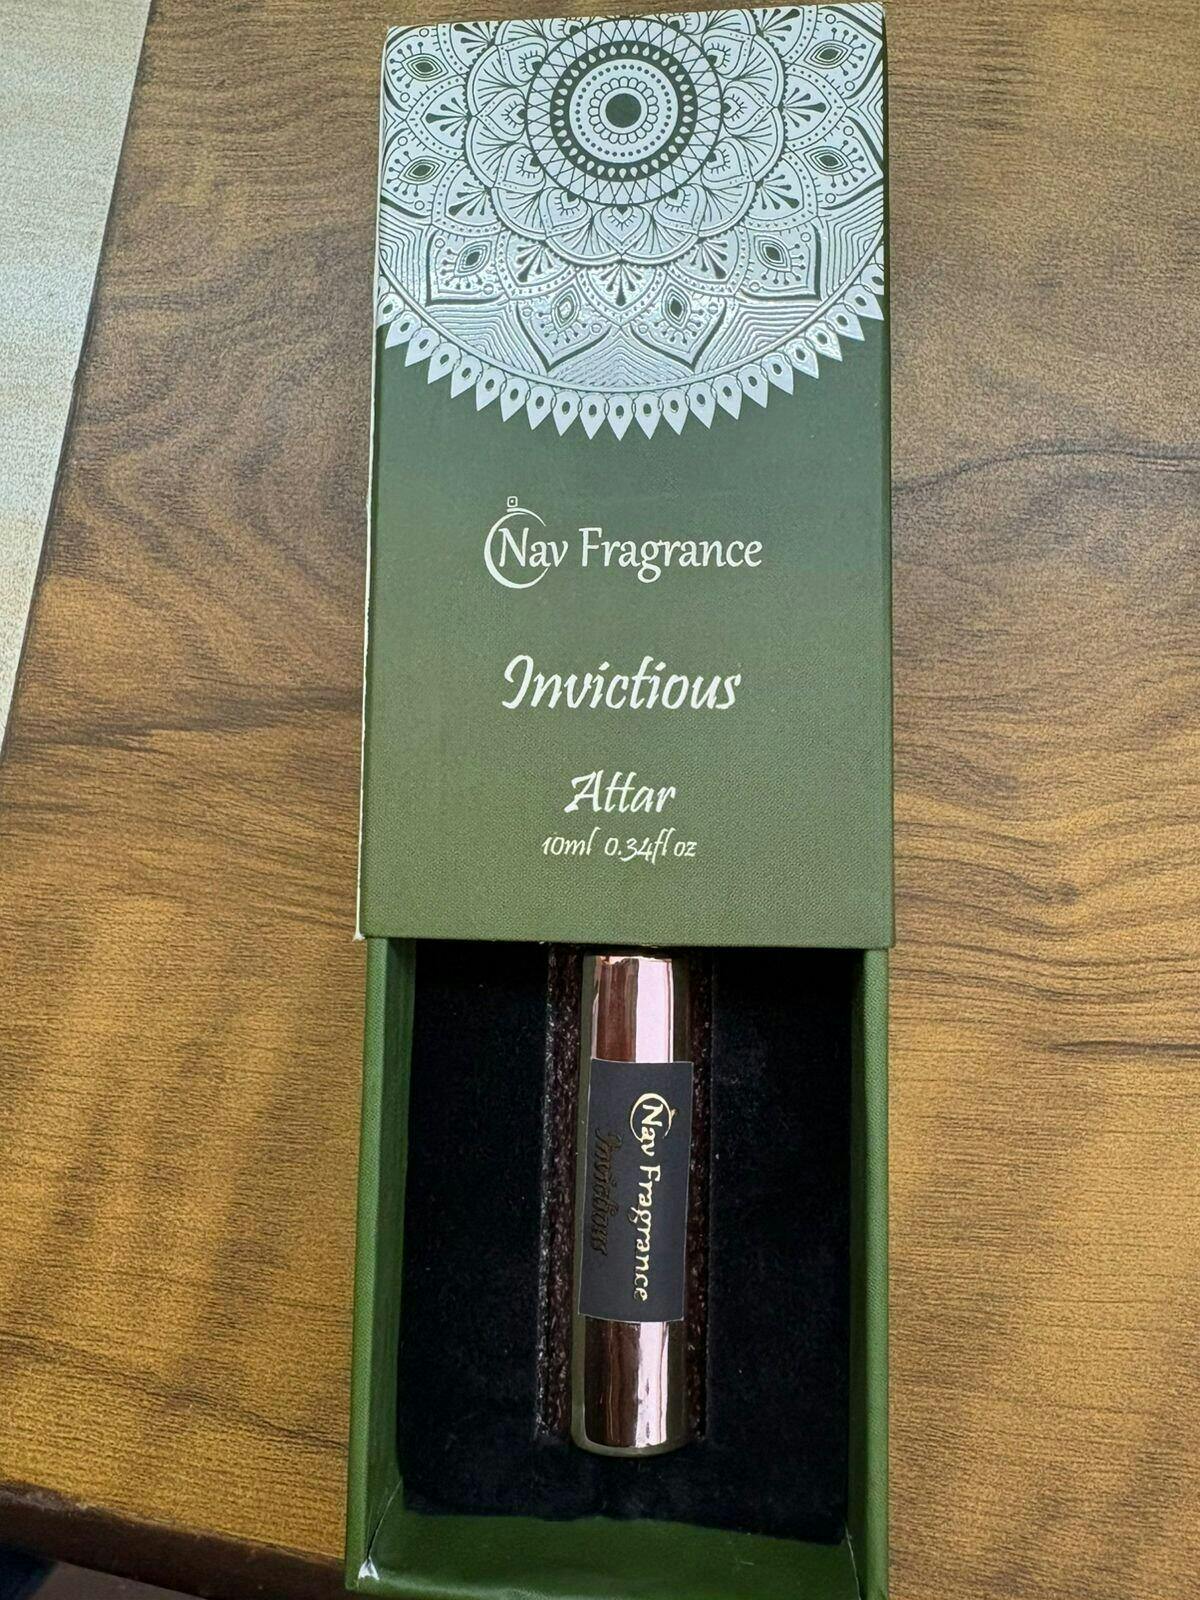 Nav Fragrance
Invictious
Attar
10ml 0.34fl oz
Nav Fragrance
Invictious